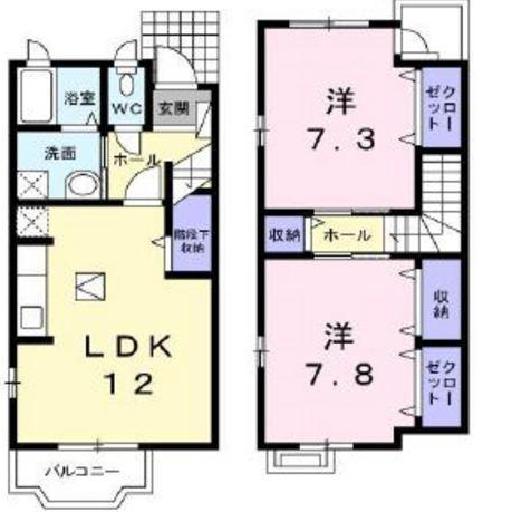 浴室
WC
玄関
洗面
ホール
階段下
収納
LDK
12
バルコニー
洋
7.3
クロー
ゼット
収納
ホール
洋
7.8
収納
クロー
ゼット